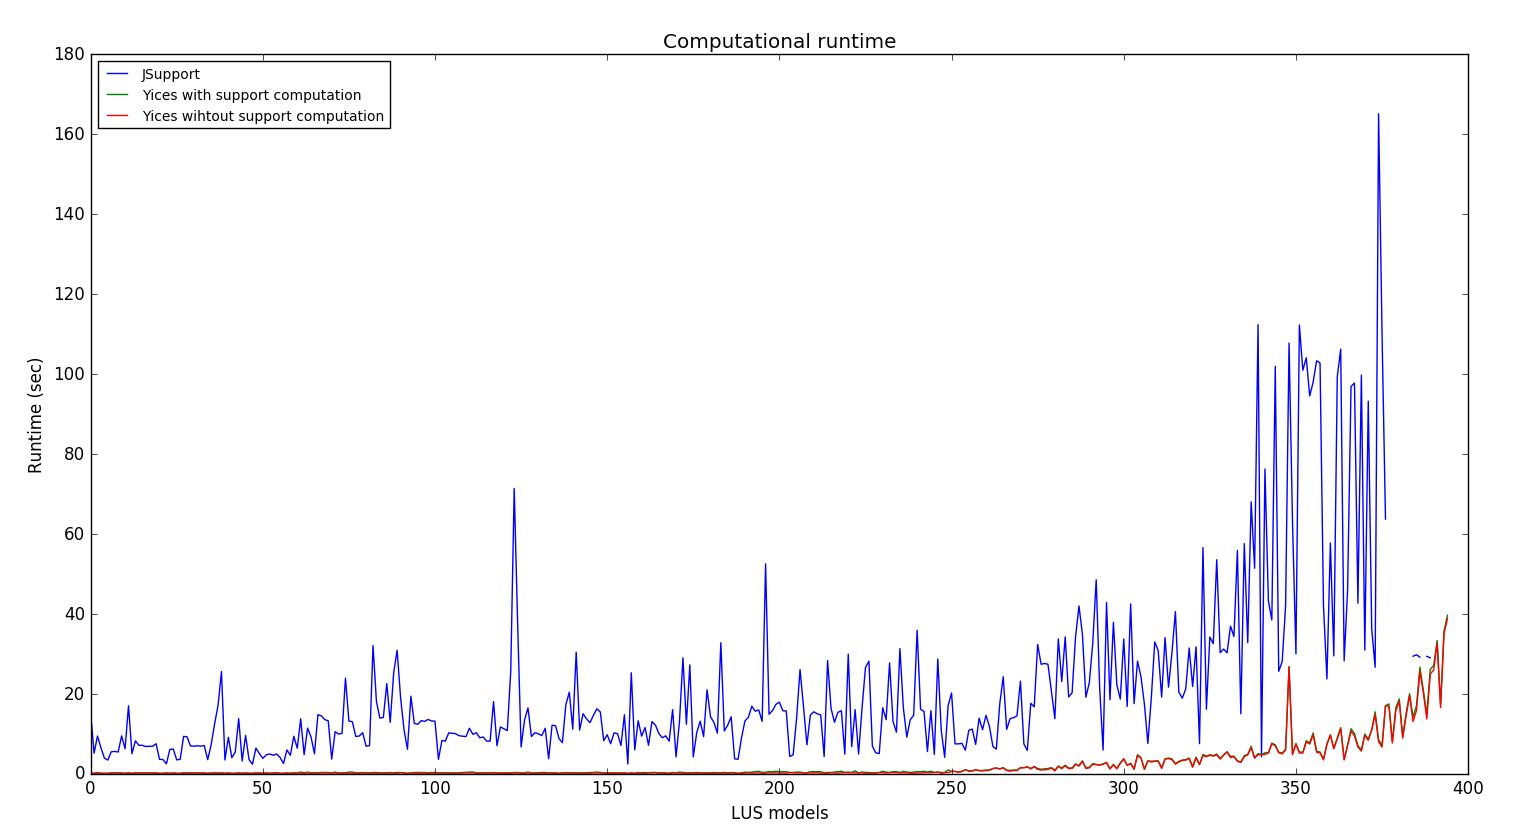 Computational runtime
180
160
140
120
100
80
60
40
20
0
Runtime (sec)
JSupport
Yices with support computation
Yices wihtout support computation
0 50 100 150 200 250 300 350 400
LUS models